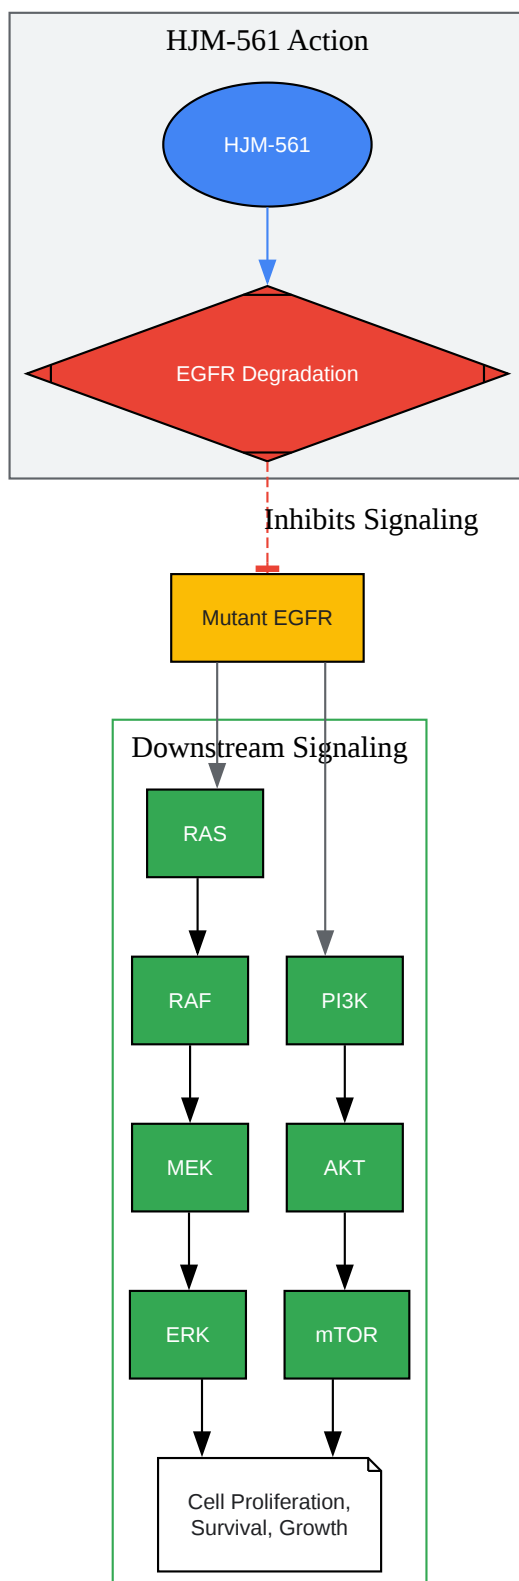 HJM-561 Action
HJM-561
EGFR Degradation
Inhibits Signaling
Mutant EGFR
Downstream Signaling
RAS
RAF
PI3K
MEK
AKT
ERK
mTOR
Cell Proliferation,
Survival, Growth